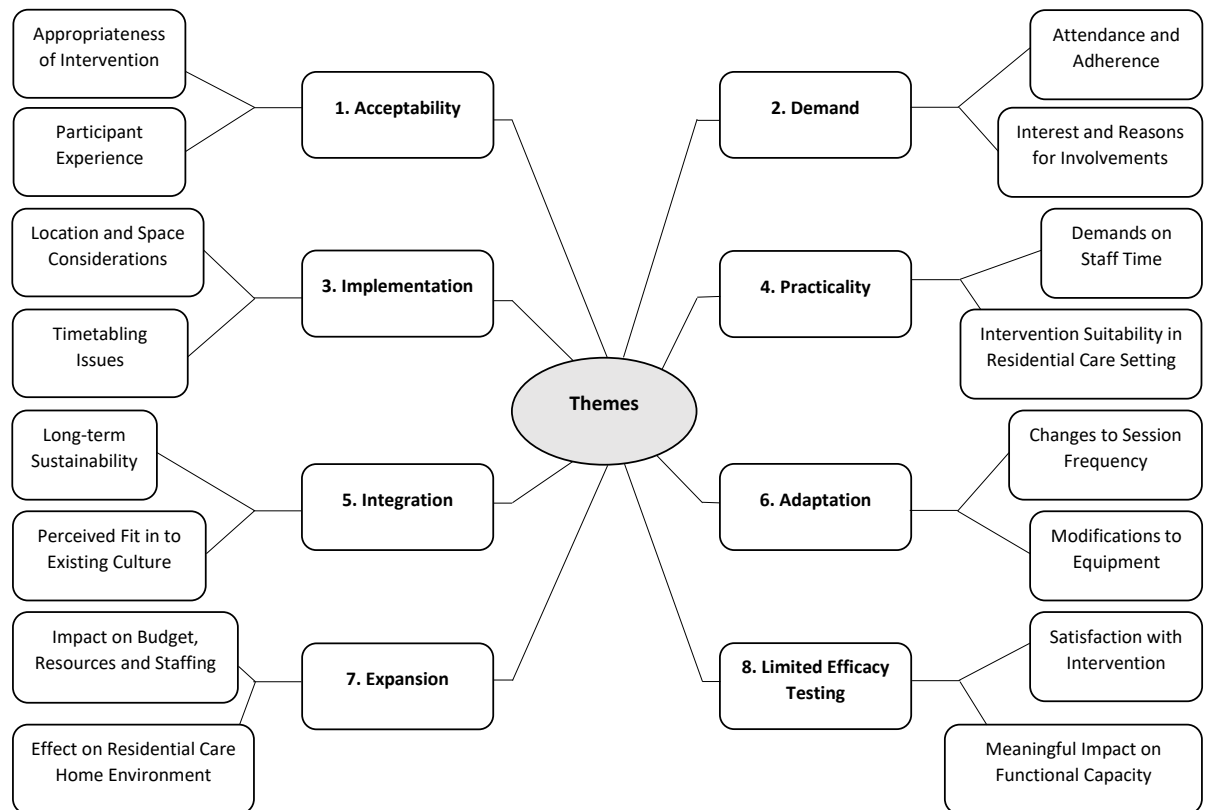 Appropriateness
of Intervention
Participant
Experience
1. Acceptability
2. Demand
Attendance and
Adherence
Interest and Reasons
for Involvements
Location and Space
Considerations
Timetabling
Issues
3. Implementation
4. Practicality
Demands on
Staff Time
Intervention Suitability in
Residential Care Setting
Themes
Long-term
Sustainability
Perceived Fit in to
Existing Culture
5. Integration
6. Adaptation
Changes to Session
Frequency
Modifications to
Equipment
Impact on Budget,
Resources and Staffing
Effect on Residential Care
Home Environment
7. Expansion
8. Limited Efficacy
Testing
Satisfaction with
Intervention
Meaningful Impact on
Functional Capacity